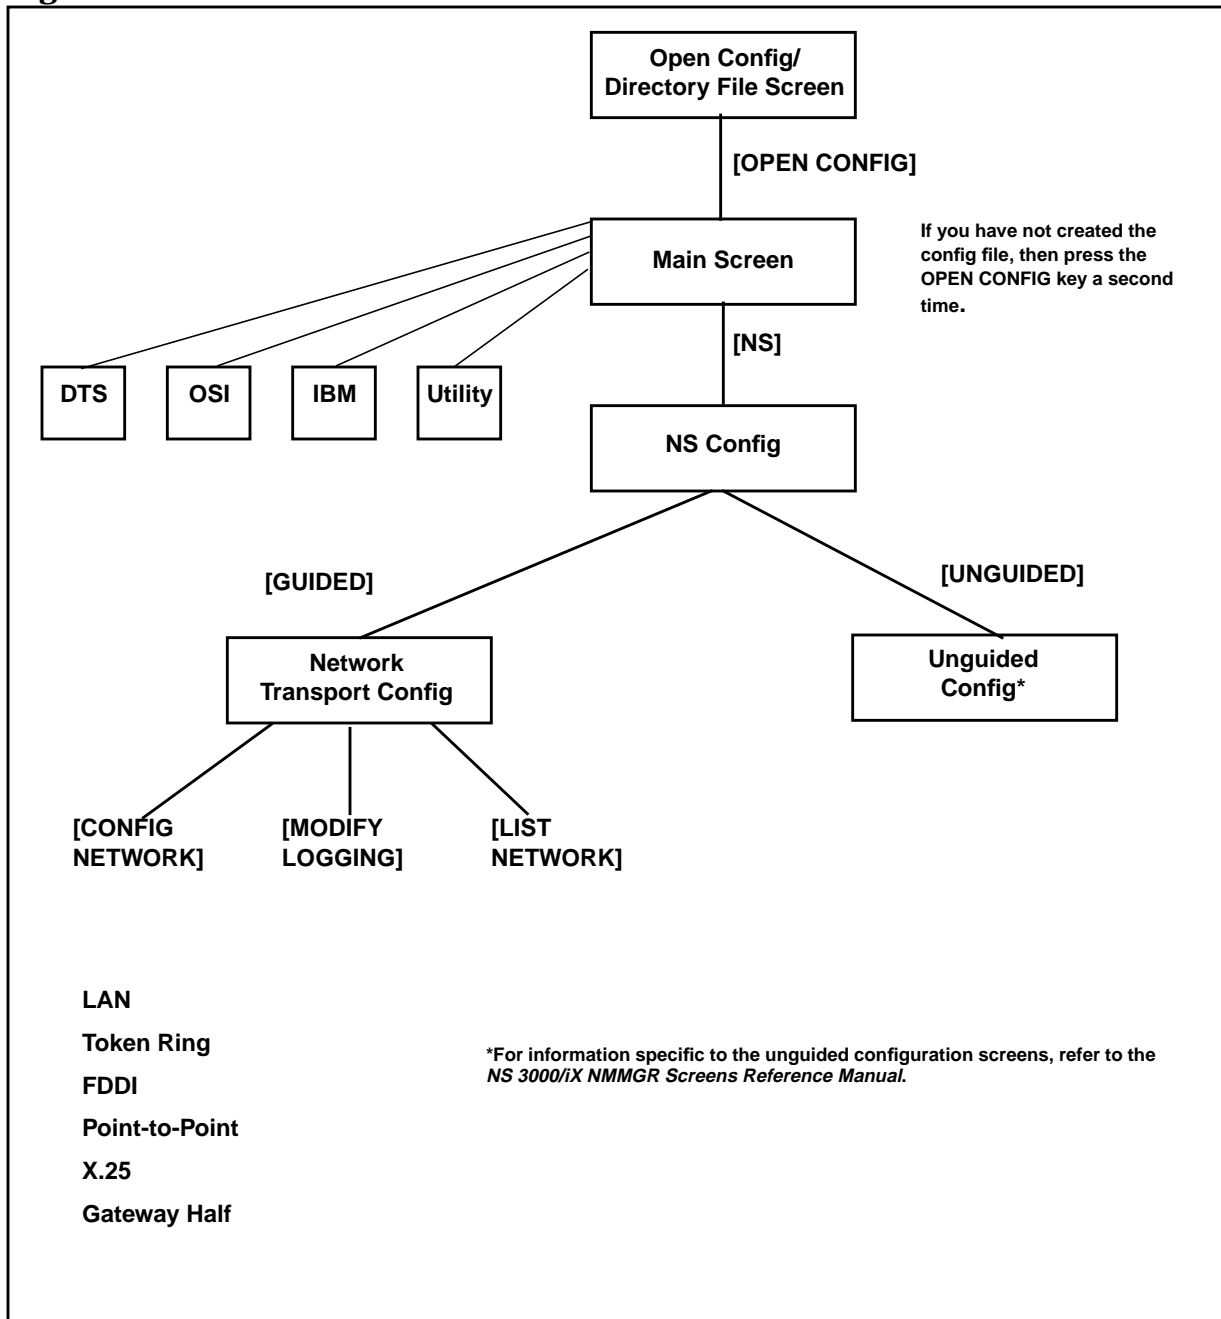 Open Config/
Directory File Screen
[OPEN CONFIG]
Main Screen
If you have not created the
config file, then press the
OPEN CONFIG key a second
time.
[NS]
DTS
OSI
IBM
Utility
NS Config
[GUIDED]
[UNGUIDED]
Network
Transport Config
Unguided
Config*
[CONFIG
NETWORK]
[MODIFY
LOGGING]
[LIST
NETWORK]
LAN
Token Ring
FDDI
Point-to-Point
X.25
Gateway Half
*For information specific to the unguided configuration screens, refer to the
NS 3000/iX NMMGR Screens Reference Manual.